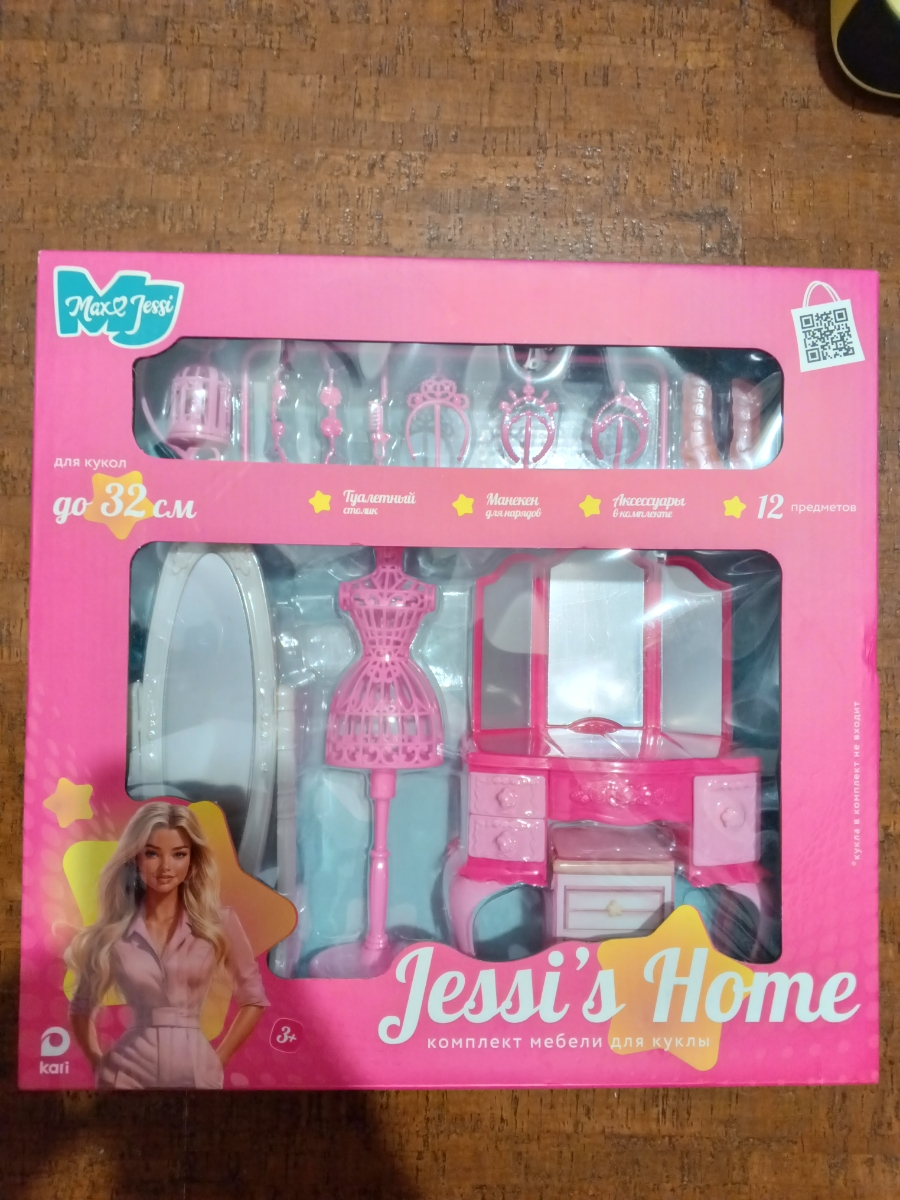 MJ
Max & Jessi
для кукол
до 32 см
Туалетный
столик
Манекен
для нарядов
Аксессуары
в комплекте
12 предметов
*кукла в комплект не входит
Jessi's Home
комплект мебели для куклы
3+
kari